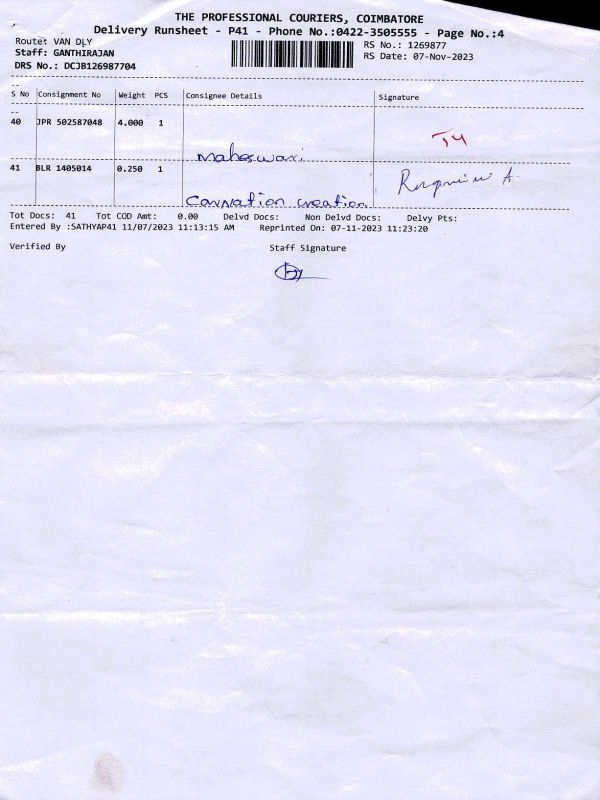 THE PROFESSIONAL COURIERS, COIMBATORE
Delivery Runsheet - P41 - Phone No.:0422-3505555 - Page No.:4
Route: VAN DLY
RS No.: 1269877
Staff: GANTHIRAJAN
RS Date: 07-Nov-2023
DRS No.: DCJB126987704
S No Consignment No Weight PCS Consignee Details Signature
40 JPR 502587048 4.000 1
Maheswari
41 BLR 1405014 0.250 1
Carnation creation
Tot Docs: 41 Tot COD Amt: 0.00 Delvd Docs: Non Delvd Docs: Delvy Pts:
Entered By :SATHYAP41 11/07/2023 11:13:15 AM Reprinted On: 07-11-2023 11:23:20
Verified By Staff Signature